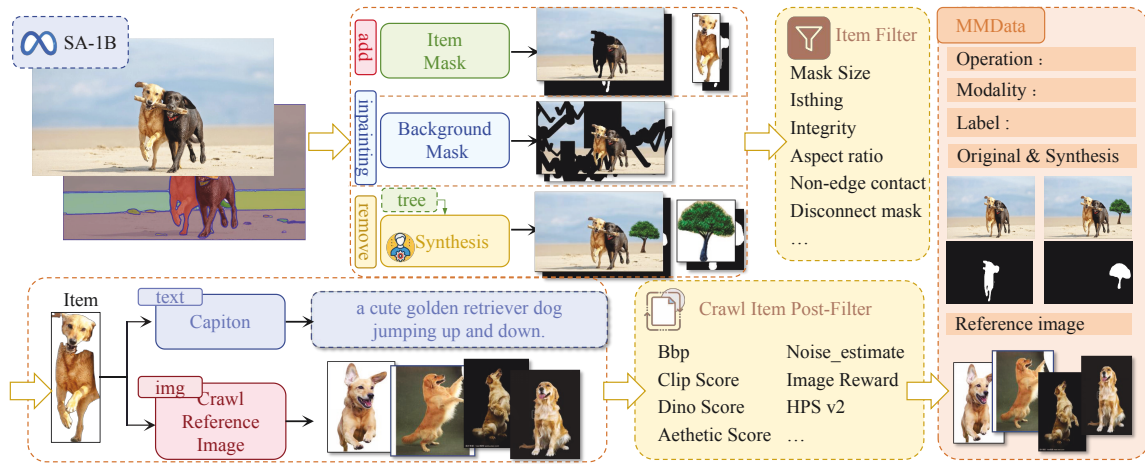 SA-1B
add
Item
Mask
inpainting
Background
Mask
remove
tree
Synthesis
Item Filter
Mask Size
Isthing
Integrity
Aspect ratio
Non-edge contact
Disconnect mask
…
MMData
Operation :
Modality :
Label :
Original & Synthesis
Reference image
Item
text
Capiton
a cute golden retriever dog
jumping up and down.
img
Crawl
Reference
Image
Crawl Item Post-Filter
Bbp
Clip Score
Dino Score
Aethetic Score
Noise_estimate
Image Reward
HPS v2
…